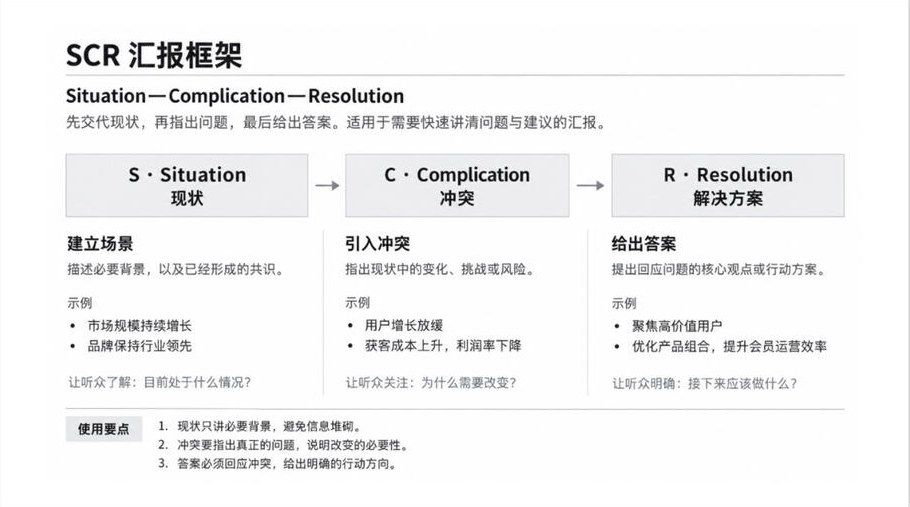 SCR 汇报框架
Situation—Complication—Resolution
先交代现状，再指出问题，最后给出答案。适用于需要快速讲清问题与建议的汇报。
S · Situation
现状
C · Complication
冲突
R · Resolution
解决方案
建立场景
描述必要背景，以及已经形成的共识。
示例
• 市场规模持续增长
• 品牌保持行业领先
让听众了解：目前处于什么情况？
引入冲突
指出现状中的变化、挑战或风险。
示例
• 用户增长放缓
• 获客成本上升，利润率下降
让听众关注：为什么需要改变？
给出答案
提出回应问题的核心观点或行动方案。
示例
• 聚焦高价值用户
• 优化产品组合，提升会员运营效率
让听众明确：接下来应该做什么？
使用要点
1. 现状只讲必要背景，避免信息堆砌。
2. 冲突要指出真正的问题，说明改变的必要性。
3. 答案必须回应冲突，给出明确的行动方向。